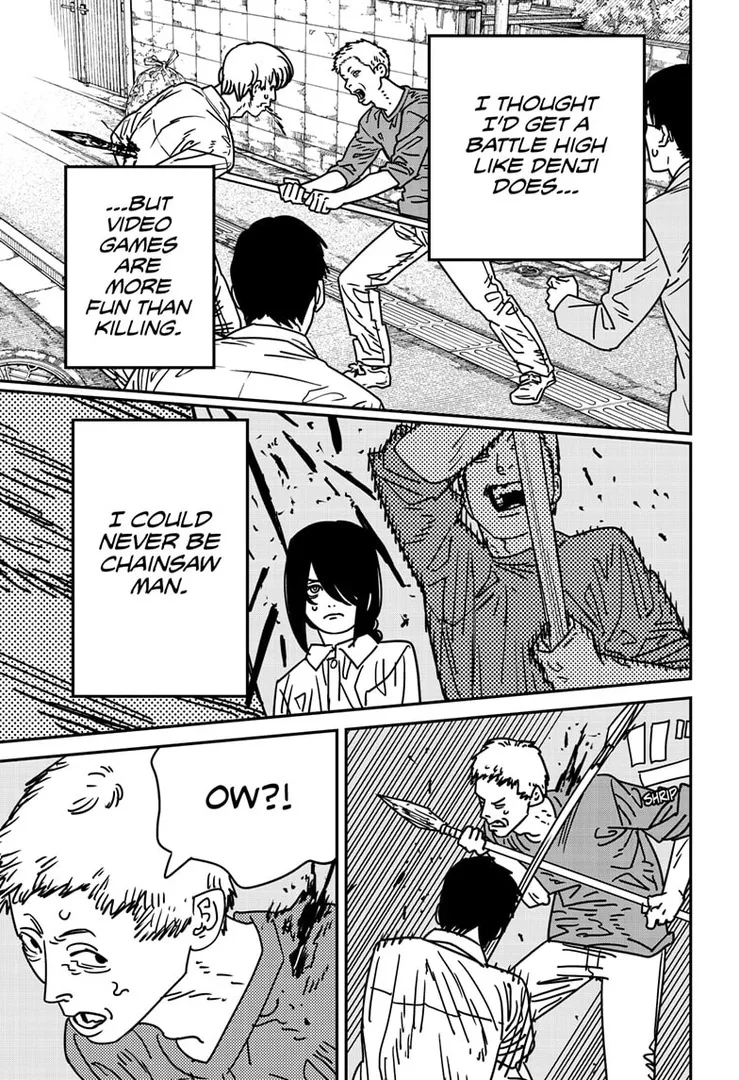 I THOUGHT
I'D GET A
BATTLE HIGH
LIKE DENJI
DOES...
...BUT
VIDEO
GAMES
ARE
MORE
FUN THAN
KILLING.
I COULD
NEVER BE
CHAINSAW
MAN.
SHRIP
OW?!